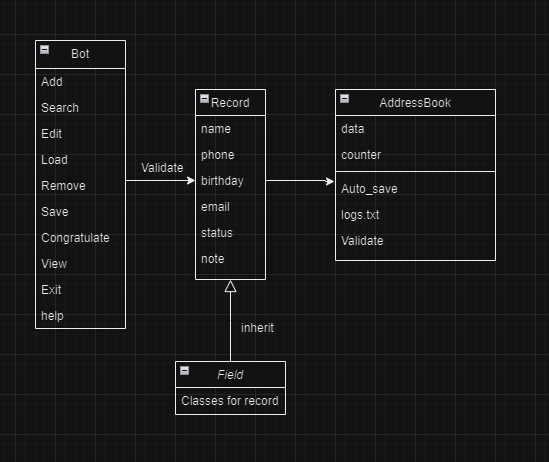 Bot
Add
Search
Edit
Load
Remove
Save
Congratulate
View
Exit
help
Validate
Record
name
phone
birthday
email
status
note
AddressBook
data
counter
Auto_save
logs.txt
Validate
inherit
Field
Classes for record